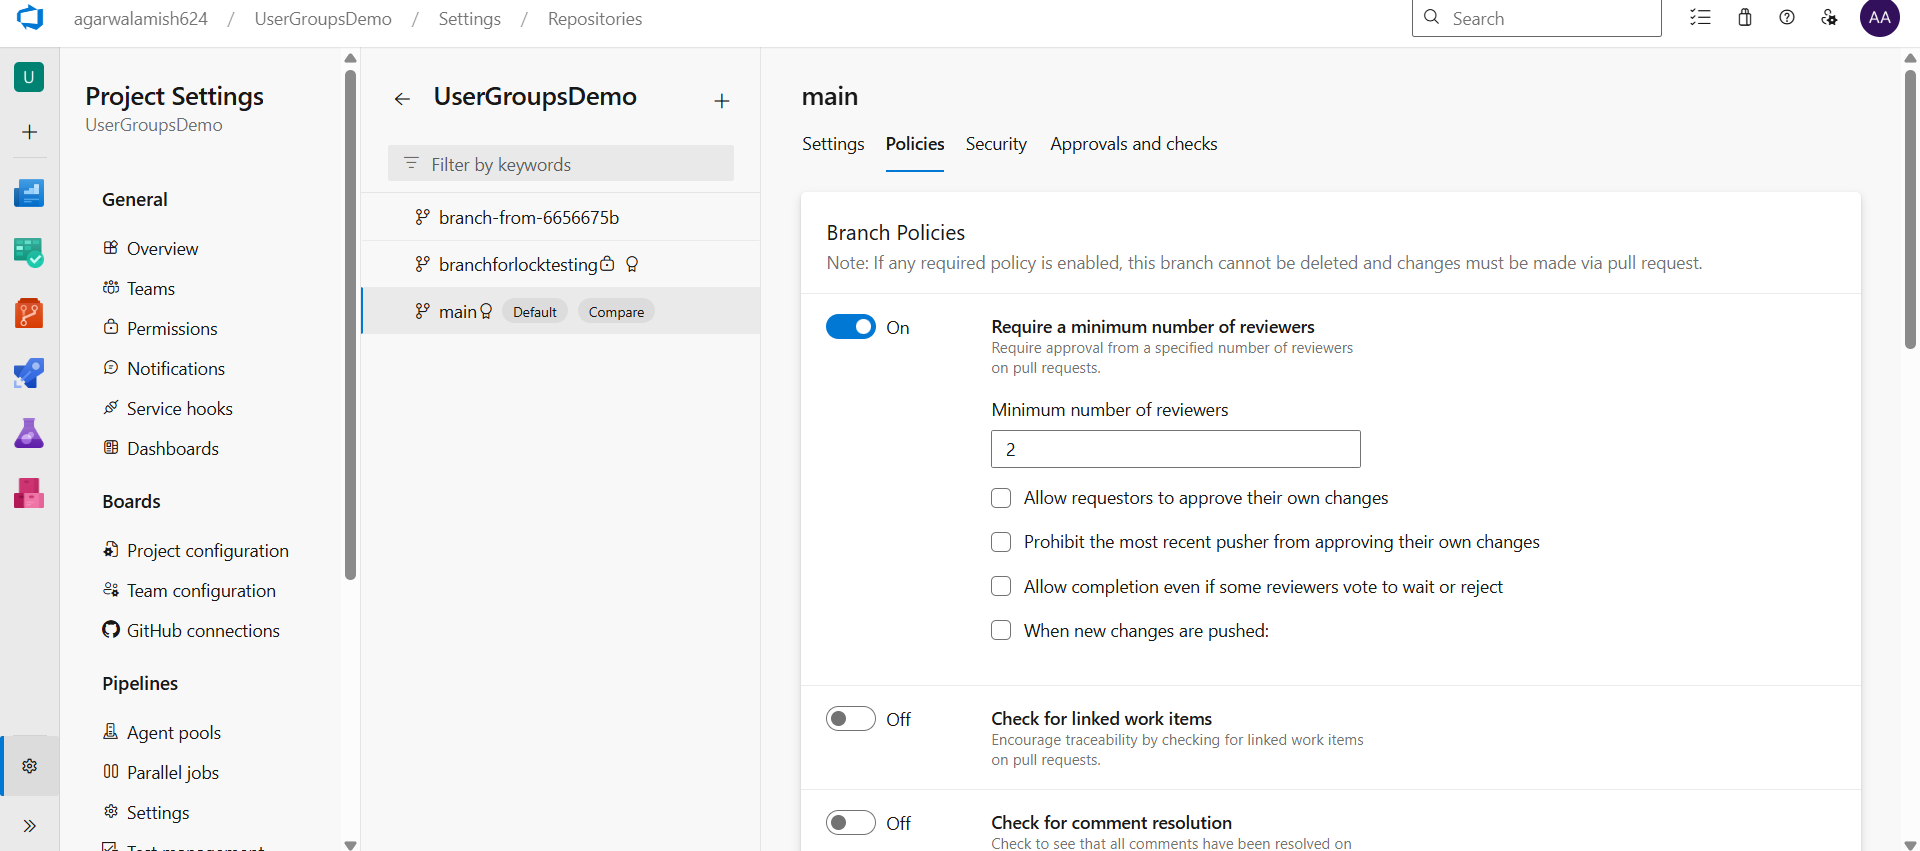 agarwalamish624 / UserGroupsDemo / Settings / Repositories
Search
AA
U
Project Settings
UserGroupsDemo
General
Overview
Teams
Permissions
Notifications
Service hooks
Dashboards
Boards
Project configuration
Team configuration
GitHub connections
Pipelines
Agent pools
Parallel jobs
Settings
Test management
UserGroupsDemo
Filter by keywords
branch-from-6656675b
branchforlocktesting
main Default Compare
main
Settings Policies Security Approvals and checks
Branch Policies
Note: If any required policy is enabled, this branch cannot be deleted and changes must be made via pull request.
On
Require a minimum number of reviewers
Require approval from a specified number of reviewers
on pull requests.
Minimum number of reviewers
2
Allow requestors to approve their own changes
Prohibit the most recent pusher from approving their own changes
Allow completion even if some reviewers vote to wait or reject
When new changes are pushed:
Off
Check for linked work items
Encourage traceability by checking for linked work items
on pull requests.
Off
Check for comment resolution
Check to see that all comments have been resolved on